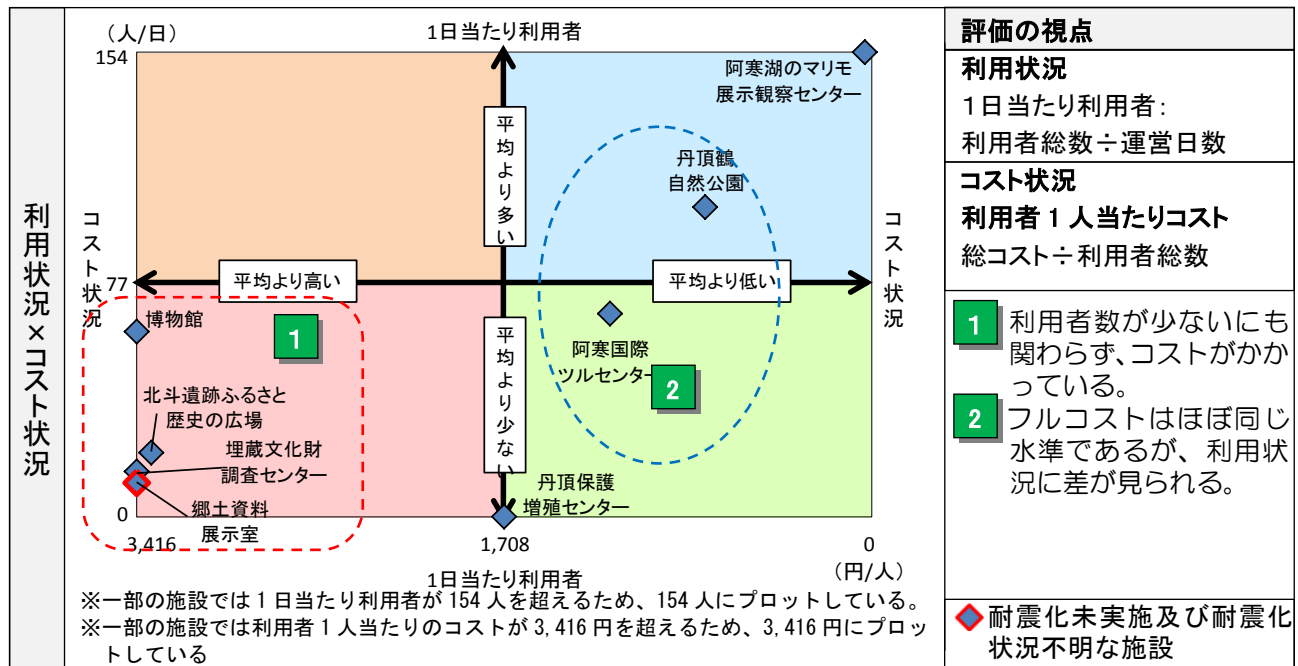 利用状況×コスト状況
（人/日）
1日当たり利用者
154
阿寒湖のマリモ
展示観察センター
平均より多い
丹頂鶴
自然公園
コスト状況
コスト状況
77
平均より高い
平均より低い
博物館
1
平均より少ない
阿寒国際
ツルセンター
2
北斗遺跡ふるさと
歴史の広場
埋蔵文化財
調査センター
郷土資料
展示室
丹頂保護
増殖センター
0
3,416
1,708
0
（円/人）
1日当たり利用者
※一部の施設では1日当たり利用者が154人を超えるため、154人にプロットしている。
※一部の施設では利用者1人当たりのコストが3,416円を超えるため、3,416円にプロッ
トしている
評価の視点
利用状況
1日当たり利用者：
利用者総数÷運営日数
コスト状況
利用者1人当たりコスト
総コスト÷利用者総数
1 利用者数が少ないにも
関わらず、コストがかか
っている。
2 フルコストはほぼ同じ
水準であるが、利用状
況に差が見られる。
耐震化未実施及び耐震化
状況不明な施設